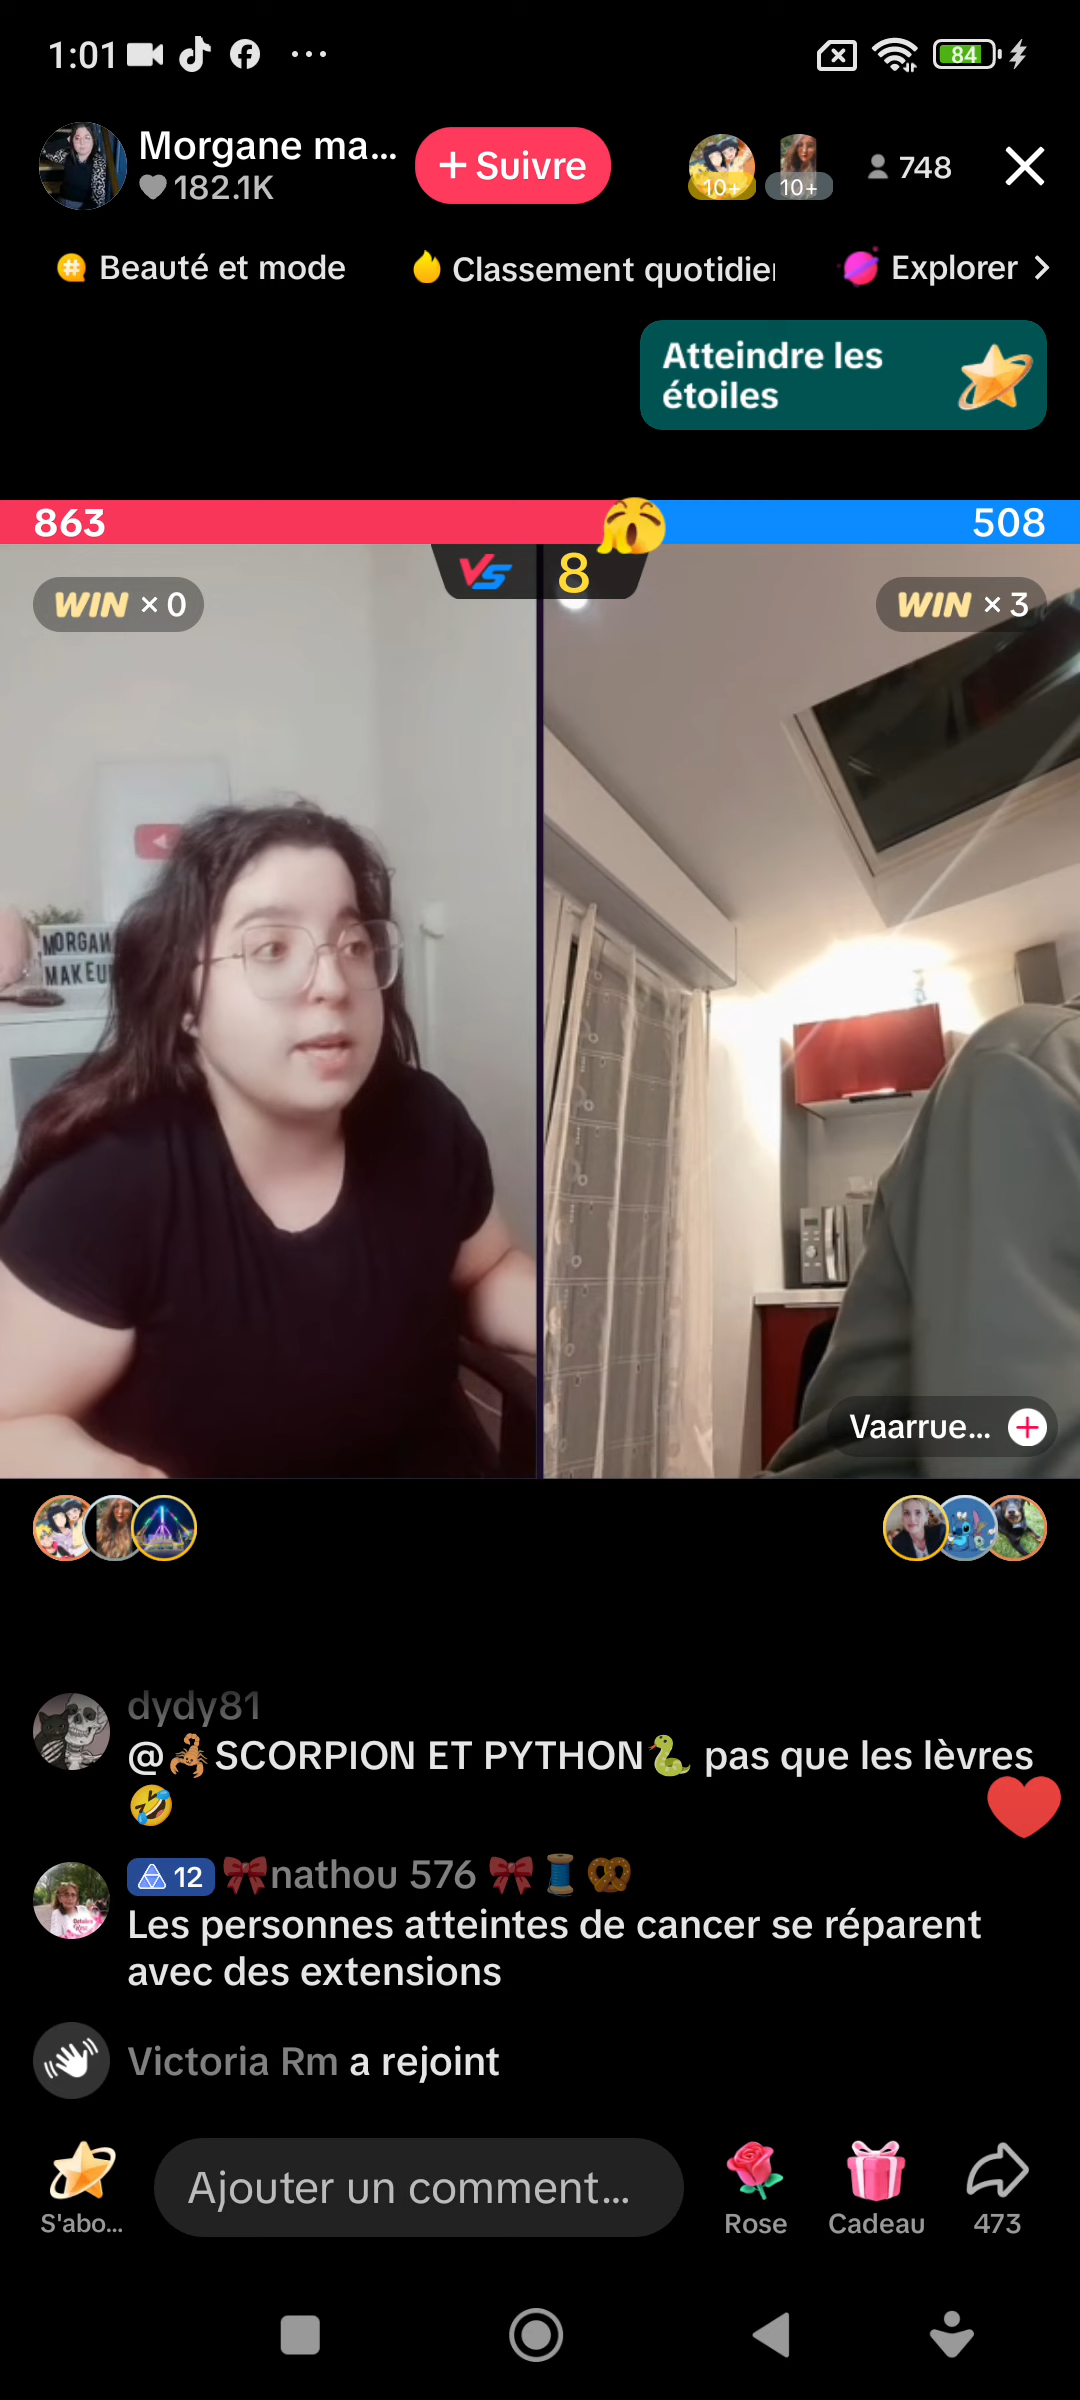 1:01
84
Morgane ma...
182.1K
+ Suivre
10+
10+
748
Beauté et mode
Classement quotidie
Explorer
Atteindre les
étoiles
863
508
VS
8
WIN × 0
WIN × 3
MORGAN
MAKEU
Vaarrue...
dydy81
@🦂SCORPION ET PYTHON🐍 pas que les lèvres
🤣
12 🎀nathou 576 🎀🧵🥨
Les personnes atteintes de cancer se réparent
avec des extensions
Victoria Rm a rejoint
S'abo...
Ajouter un comment...
Rose
Cadeau
473